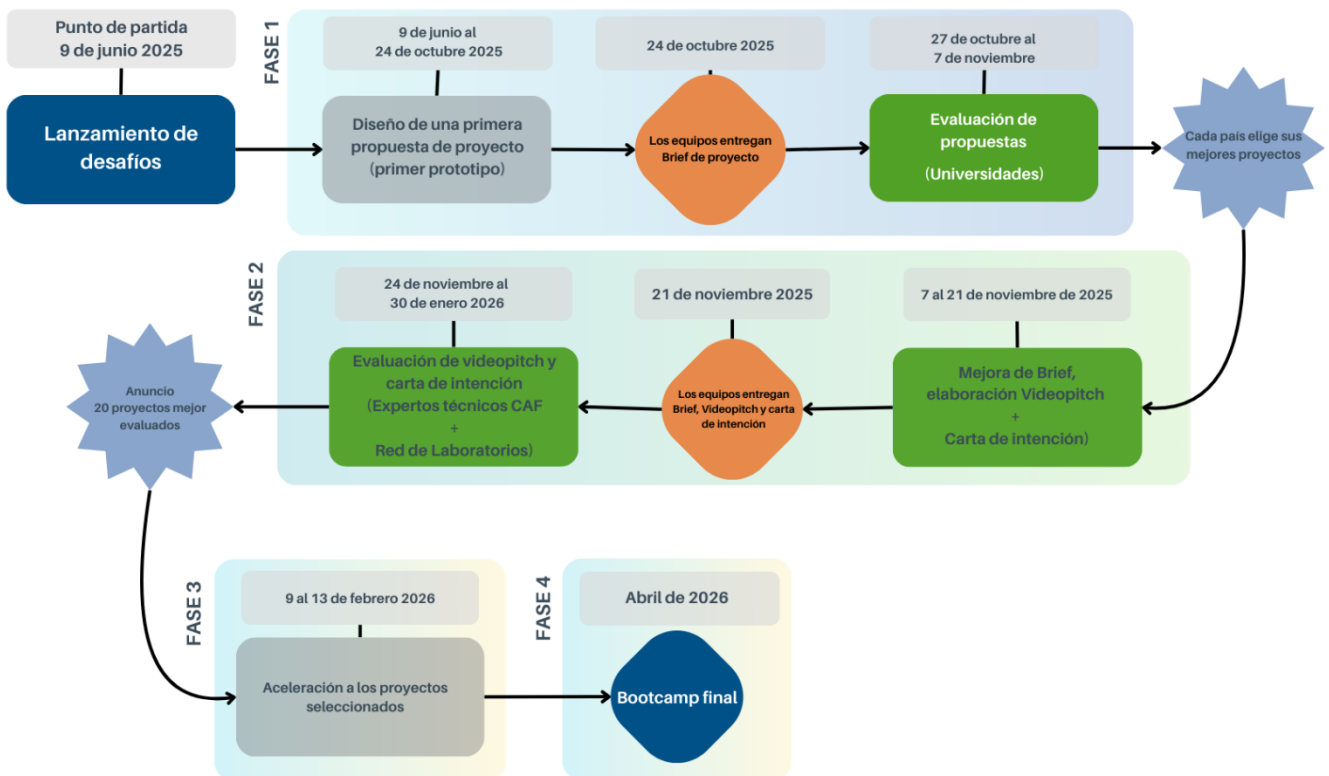 Punto de partida
9 de junio 2025
Lanzamiento de
desafíos
FASE 1
9 de junio al
24 de octubre 2025
Diseño de una primera
propuesta de proyecto
(primer prototipo)
24 de octubre 2025
Los equipos entregan
Brief de proyecto
27 de octubre al
7 de noviembre
Evaluación de
propuestas
(Universidades)
Cada país elige sus
mejores proyectos
FASE 2
7 al 21 de noviembre de 2025
Mejora de Brief,
elaboración Videopitch
+
Carta de intención)
21 de noviembre 2025
Los equipos entregan
Brief, Videopitch y carta
de intención
24 de noviembre al
30 de enero 2026
Evaluación de videopitch y
carta de intención
(Expertos técnicos CAF
+
Red de Laboratorios)
Anuncio
20 proyectos mejor
evaluados
FASE 3
9 al 13 de febrero 2026
Aceleración a los proyectos
seleccionados
FASE 4
Abril de 2026
Bootcamp final